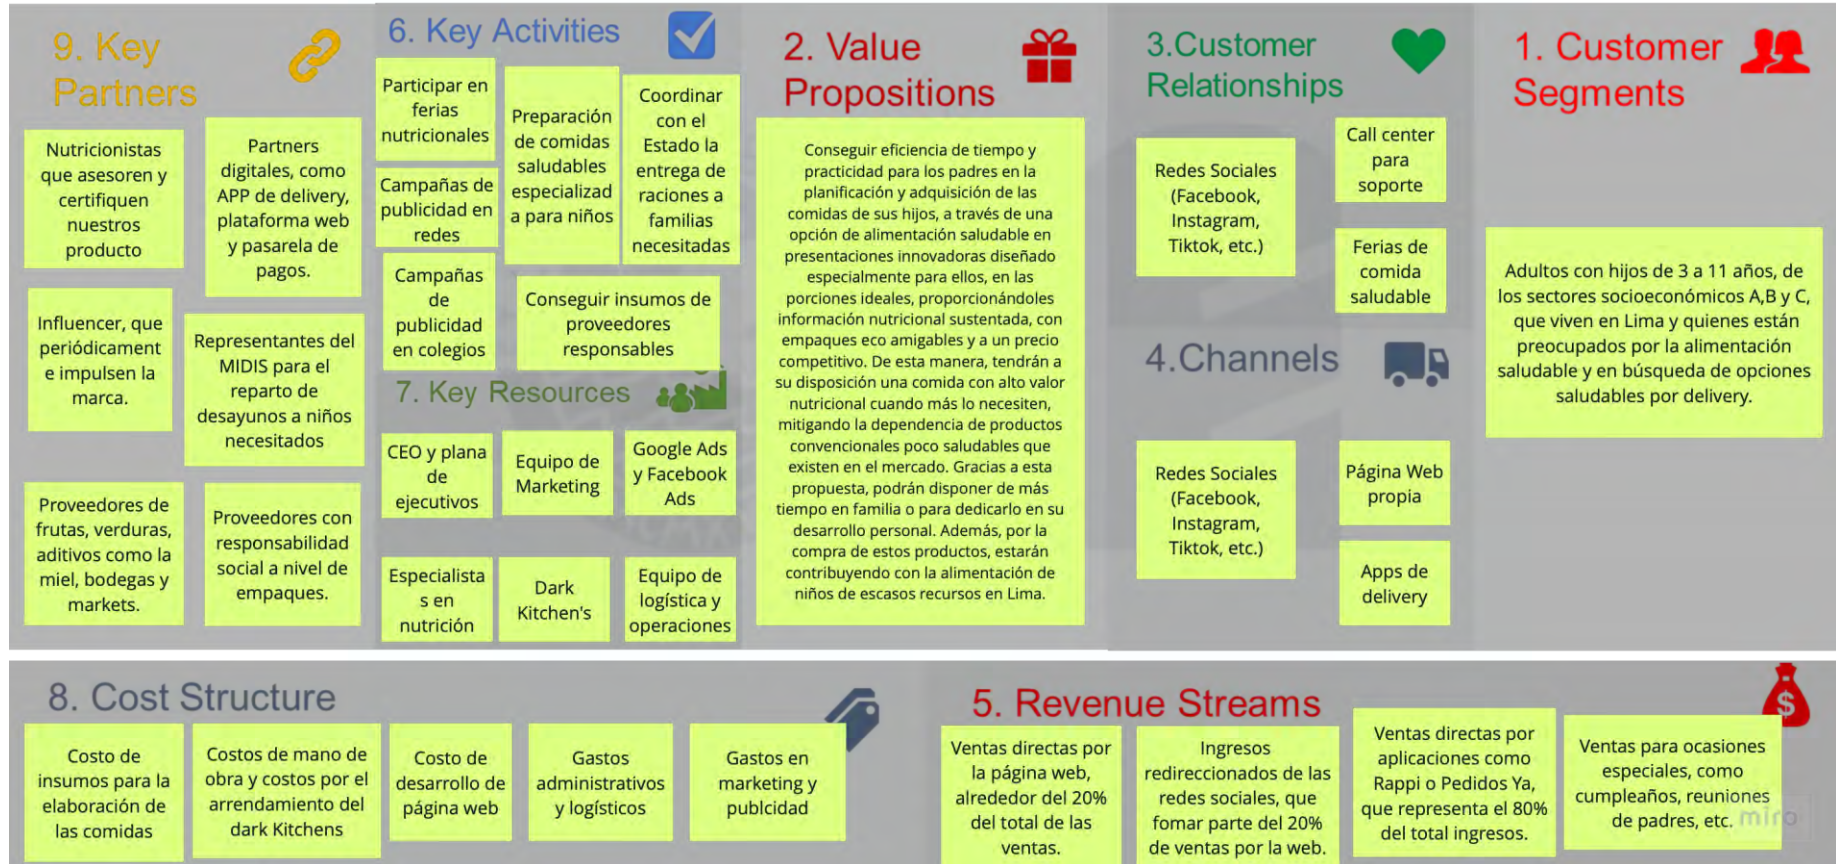 9. Key
Partners
Nutricionistas
que asesoren y
certifiquen
nuestros
producto
Partners
digitales, como
APP de delivery,
plataforma web
y pasarela de
pagos.
Influencer, que
periódicament
e impulsen la
marca.
Representantes del
MIDIS para el
reparto de
desayunos a niños
necesitados
Proveedores de
frutas, verduras,
aditivos como la
miel, bodegas y
markets.
Proveedores con
responsabilidad
social a nivel de
empaques.
6. Key Activities
Participar en
ferias
nutricionales
Preparación
de comidas
saludables
especializad
a para niños
Coordinar
con el
Estado la
entrega de
raciones a
familias
necesitadas
Campañas de
publicidad en
redes
Campañas
de
publicidad
en colegios
Conseguir insumos de
proveedores
responsables
7. Key Resources
CEO y plana
de
ejecutivos
Equipo de
Marketing
Google Ads
y Facebook
Ads
Especialista
s en
nutrición
Dark
Kitchen's
Equipo de
logística y
operaciones
2. Value
Propositions
Conseguir eficiencia de tiempo y
practicidad para los padres en la
planificación y adquisición de las
comidas de sus hijos, a través de una
opción de alimentación saludable en
presentaciones innovadoras diseñado
especialmente para ellos, en las
porciones ideales, proporcionándoles
información nutricional sustentada, con
empaques eco amigables y a un precio
competitivo. De esta manera, tendrán a
su disposición una comida con alto valor
nutricional cuando más lo necesiten,
mitigando la dependencia de productos
convencionales poco saludables que
existen en el mercado. Gracias a esta
propuesta, podrán disponer de más
tiempo en familia o para dedicarlo en su
desarrollo personal. Además, por la
compra de estos productos, estarán
contribuyendo con la alimentación de
niños de escasos recursos en Lima.
3.Customer
Relationships
Redes Sociales
(Facebook,
Instagram,
Tiktok, etc.)
Call center
para
soporte
Ferias de
comida
saludable
4.Channels
Redes Sociales
(Facebook,
Instagram,
Tiktok, etc.)
Página Web
propia
Apps de
delivery
1. Customer
Segments
Adultos con hijos de 3 a 11 años, de
los sectores socioeconómicos A,B y C,
que viven en Lima y quienes están
preocupados por la alimentación
saludable y en búsqueda de opciones
saludables por delivery.
8. Cost Structure
Costo de
insumos para la
elaboración de
las comidas
Costos de mano de
obra y costos por el
arrendamiento del
dark Kitchens
Costo de
desarrollo de
página web
Gastos
administrativos
y logísticos
Gastos en
marketing y
publcidad
5. Revenue Streams
$
Ventas directas por
la página web,
alrededor del 20%
del total de las
ventas.
Ingresos
redireccionados de las
redes sociales, que
fomar parte del 20%
de ventas por la web.
Ventas directas por
aplicaciones como
Rappi o Pedidos Ya,
que representa el 80%
del total ingresos.
Ventas para ocasiones
especiales, como
cumpleaños, reuniones
de padres, etc.
miro